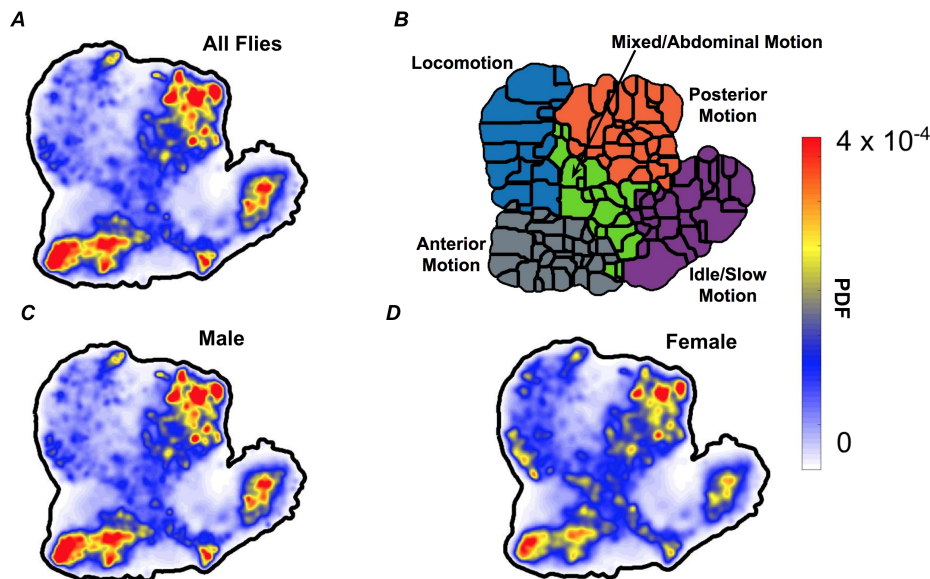 A
All Flies
B
Mixed/Abdominal Motion
Locomotion
Posterior
Motion
Anterior
Motion
Idle/Slow
Motion
4 x 10-4
PDF
0
C
Male
D
Female